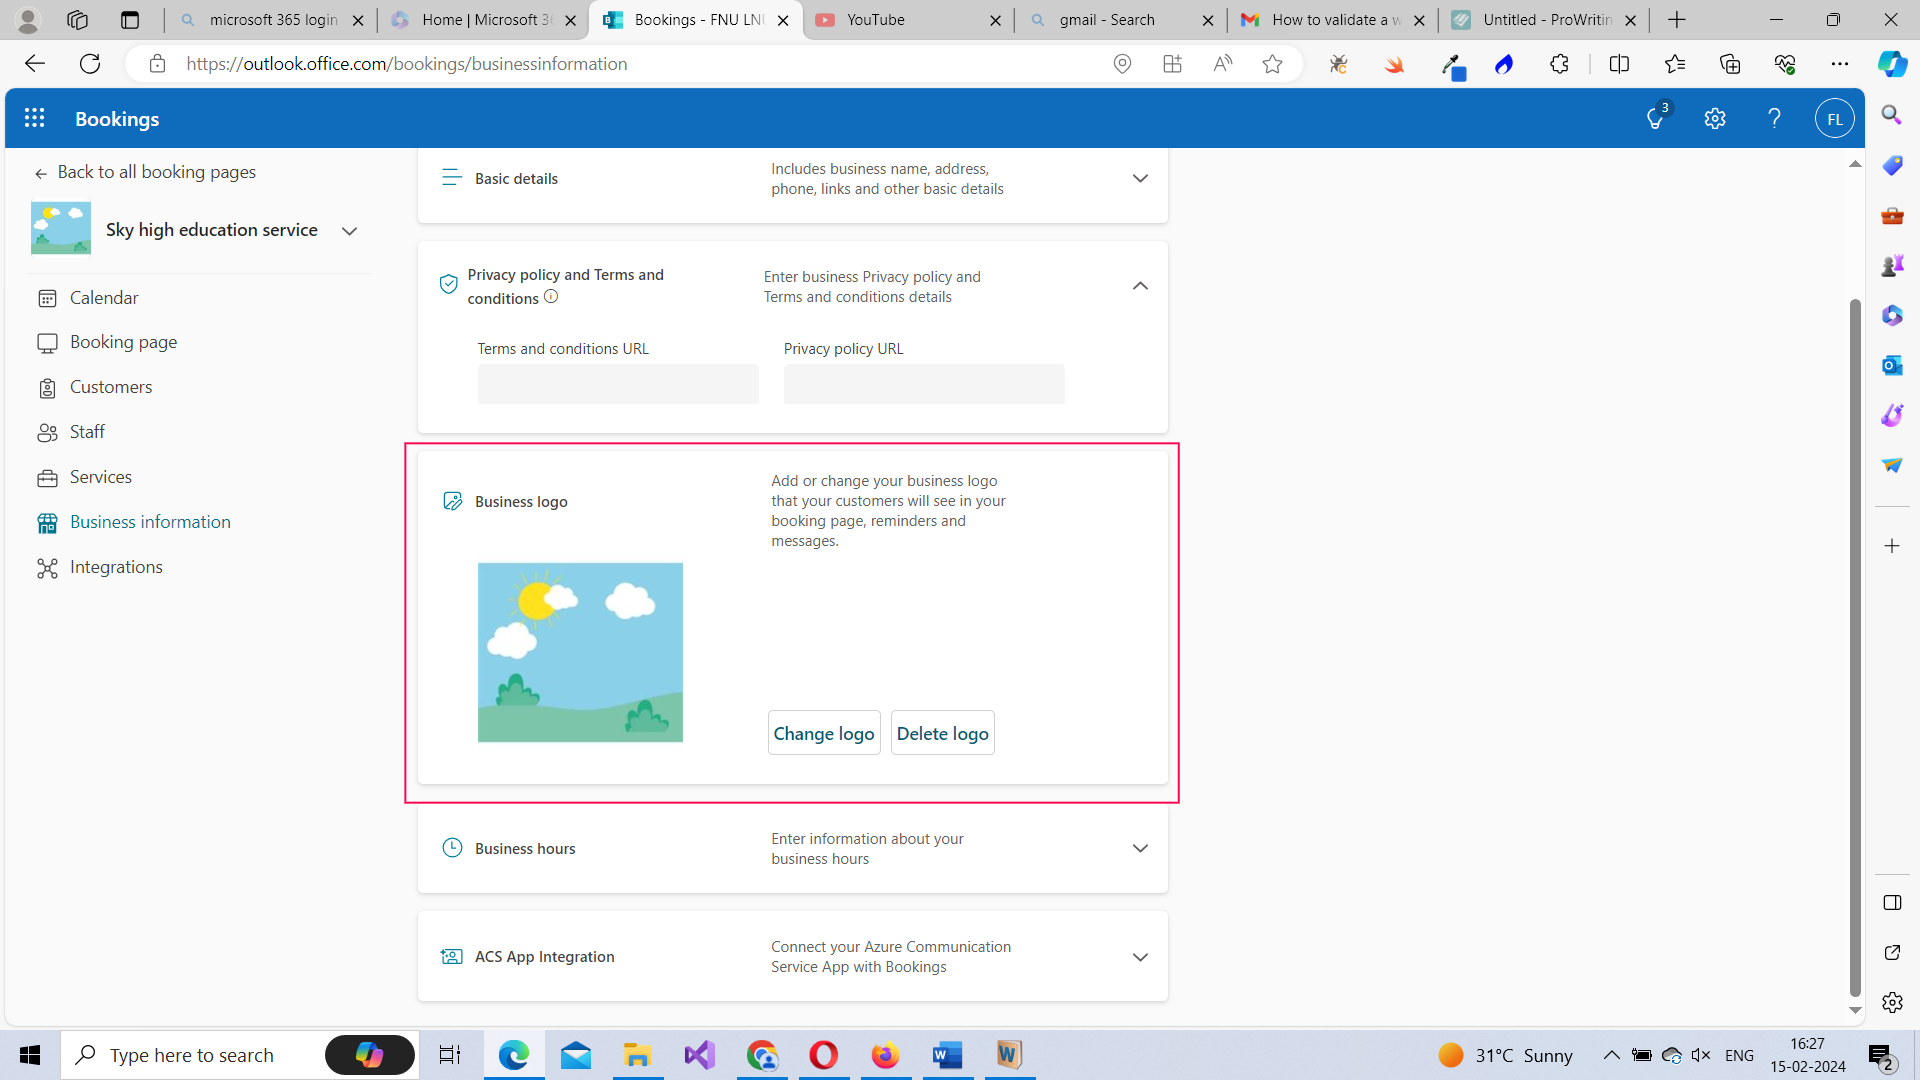 microsoft 365 login
Home | Microsoft 36
Bookings - FNU LNU
YouTube
gmail - Search
How to validate a w
Untitled - ProWritin
https://outlook.office.com/bookings/businessinformation
Bookings
3
FL
Back to all booking pages
Sky high education service
Calendar
Booking page
Customers
Staff
Services
Business information
Integrations
Basic details
Includes business name, address,
phone, links and other basic details
Privacy policy and Terms and
conditions
Enter business Privacy policy and
Terms and conditions details
Terms and conditions URL
Privacy policy URL
Business logo
Add or change your business logo
that your customers will see in your
booking page, reminders and
messages.
Change logo
Delete logo
Business hours
Enter information about your
business hours
ACS App Integration
Connect your Azure Communication
Service App with Bookings
Type here to search
31°C Sunny
ENG
16:27
15-02-2024
2